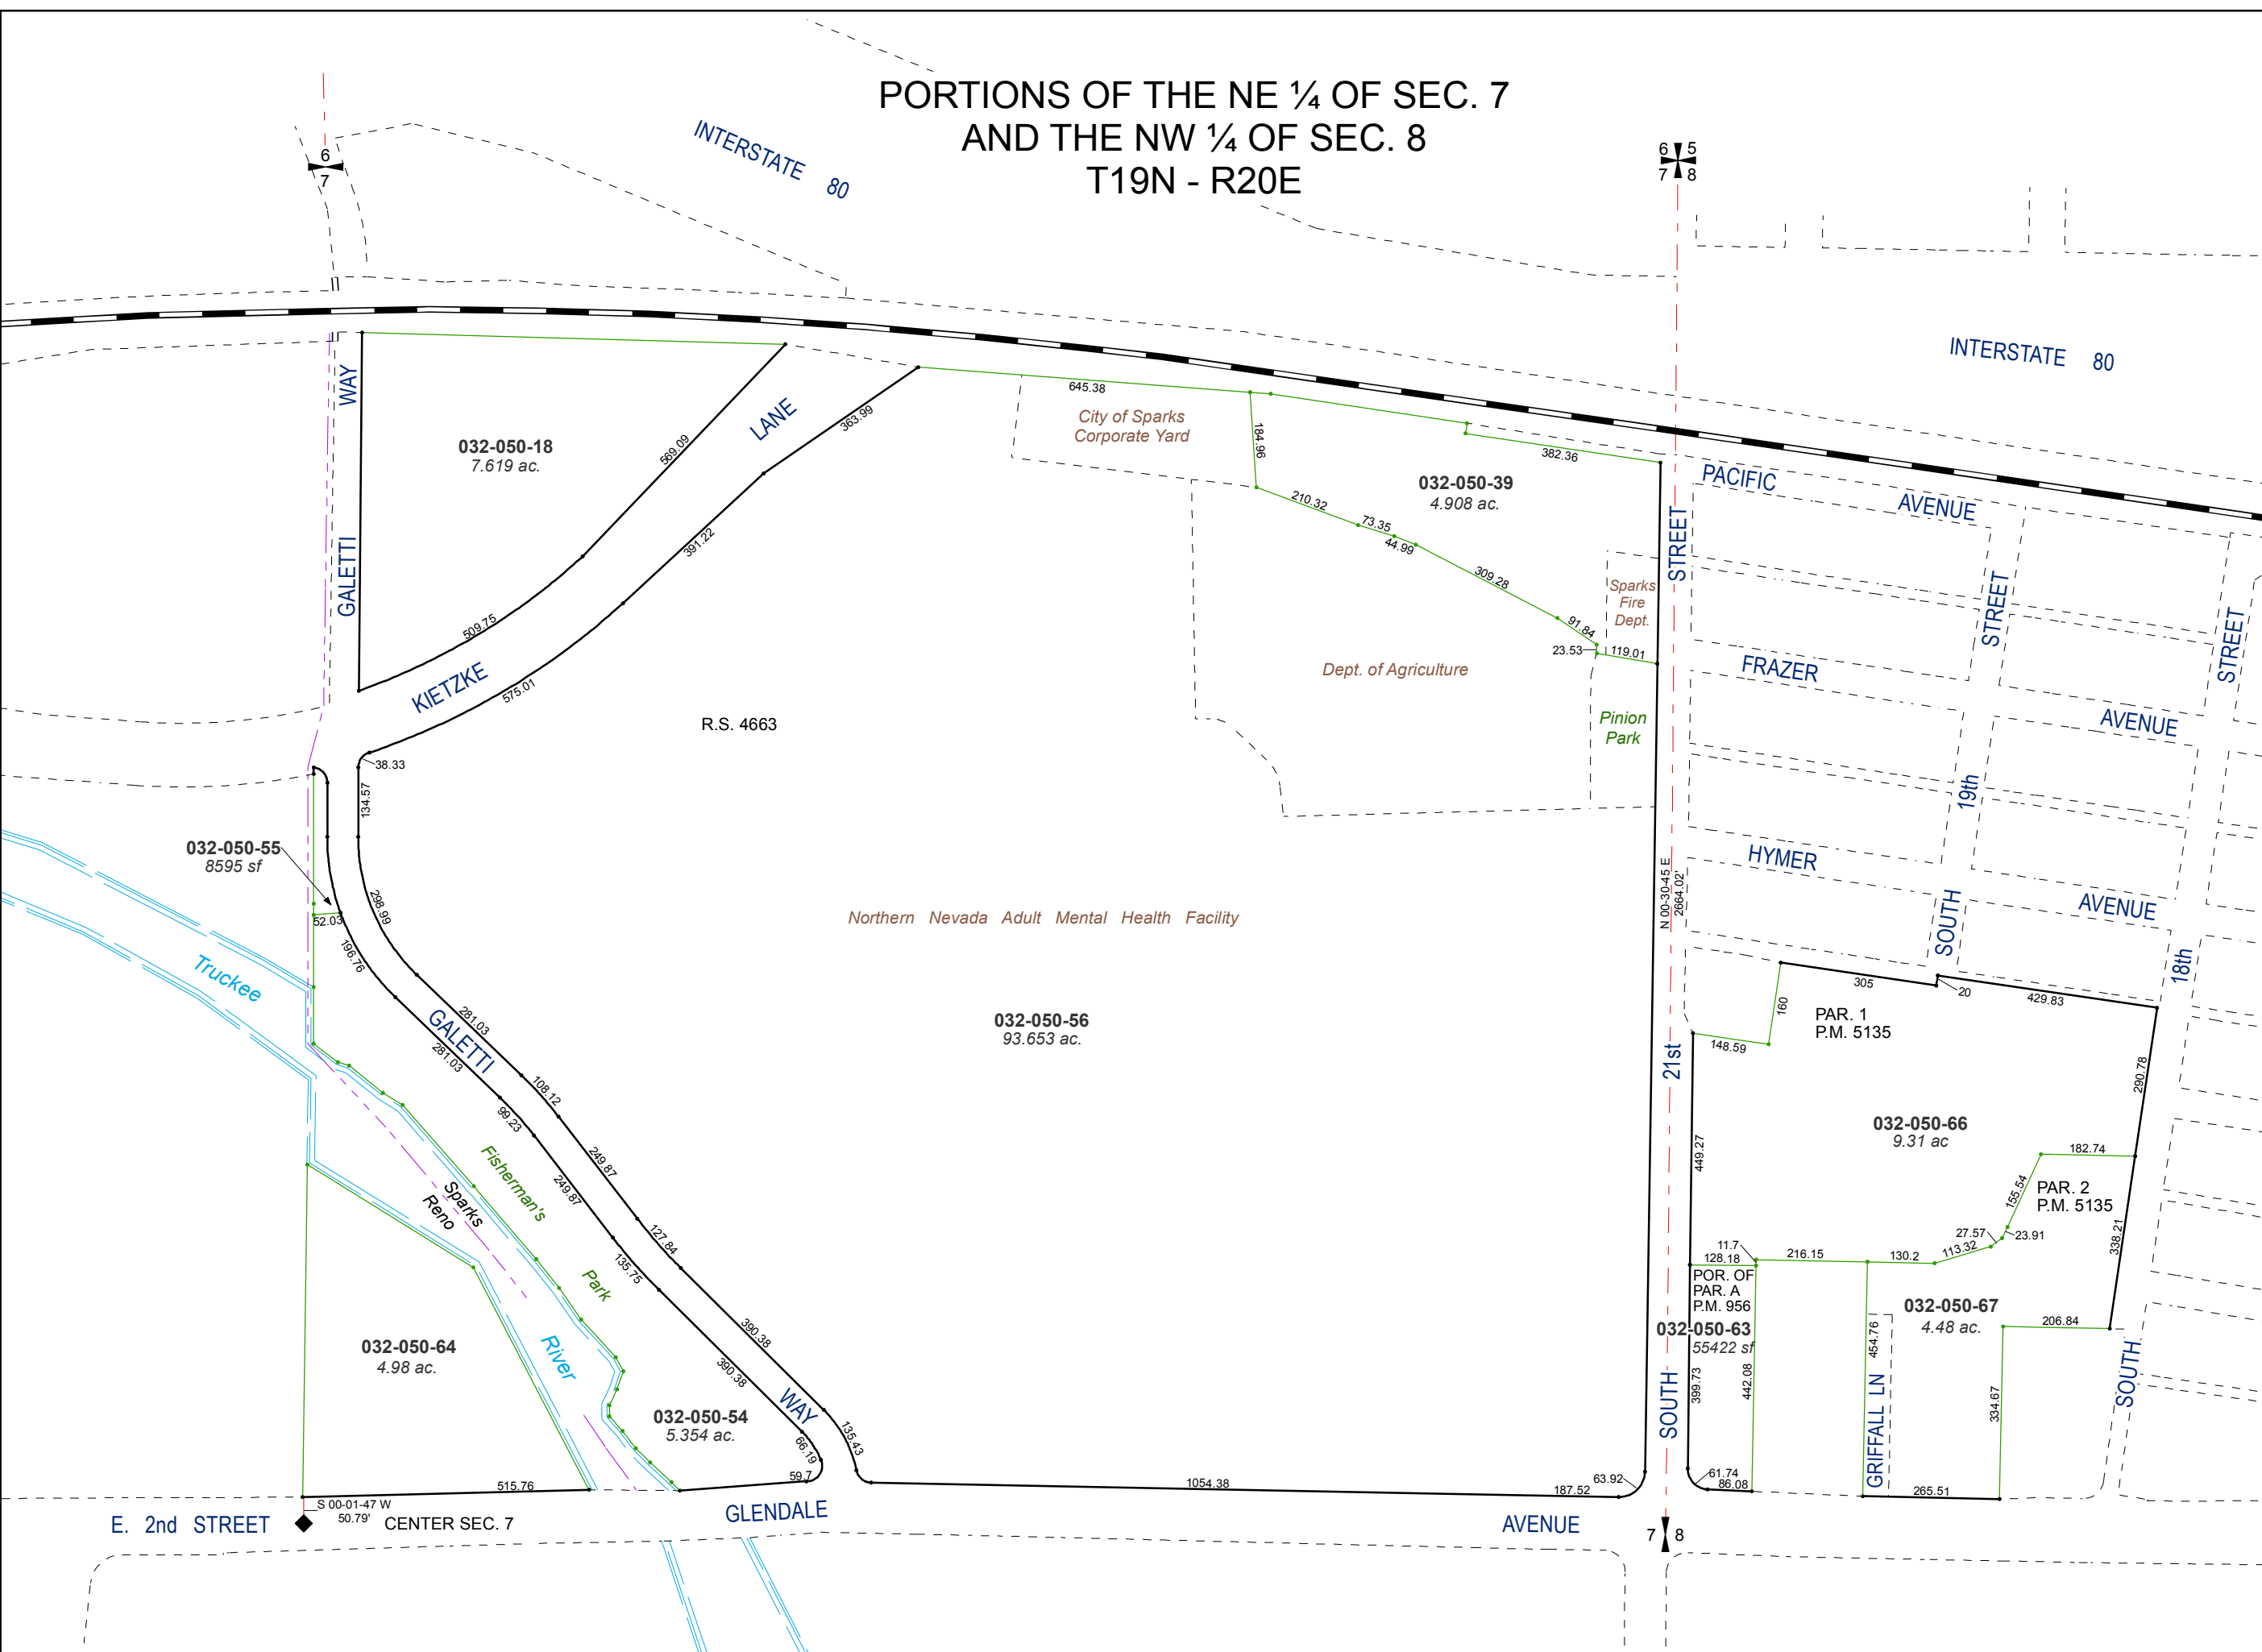 PORTIONS OF THE NE ¼ OF SEC. 7
AND THE NW ¼ OF SEC. 8
T19N - R20E
INTERSTATE 80
6
7
6 5
7 8
INTERSTATE 80
WAY
GALETTI
032-050-18
7.619 ac.
569.09
509.75
LANE
KIETZKE
363.99
391.22
575.01
38.33
134.57
645.38
City of Sparks
Corporate Yard
184.96
382.36
032-050-39
4.908 ac.
210.32
73.35
44.99
309.28
91.84
23.53
119.01
Sparks
Fire
Dept.
Dept. of Agriculture
Pinion
Park
R.S. 4663
STREET
PACIFIC
AVENUE
STREET
STREET
FRAZER
AVENUE
19th
HYMER
AVENUE
SOUTH
18th
N 00-30-45 E
2664.02'
032-050-55
8595 sf
52.03
298.99
196.76
Truckee
Northern Nevada Adult Mental Health Facility
032-050-56
93.653 ac.
281.03
GALETTI
281.03
108.12
99.23
249.87
249.87
127.84
135.75
390.38
390.38
WAY
135.43
66.19
59.7
Fisherman's
Park
Sparks
Reno
River
032-050-64
4.98 ac.
032-050-54
5.354 ac.
515.76
S 00-01-47 W
50.79'
E. 2nd STREET
CENTER SEC. 7
GLENDALE
AVENUE
1054.38
187.52
63.92
21st
SOUTH
7 8
305
20
429.83
160
148.59
PAR. 1
P.M. 5135
290.78
449.27
032-050-66
9.31 ac
182.74
155.54
PAR. 2
P.M. 5135
27.57
23.91
338.21
11.7
128.18
216.15
130.2
113.32
POR. OF
PAR. A
P.M. 956
032-050-63
55422 sf
032-050-67
4.48 ac.
206.84
454.76
442.08
399.73
334.67
GRIFFALL LN
SOUTH
61.74
86.08
265.51